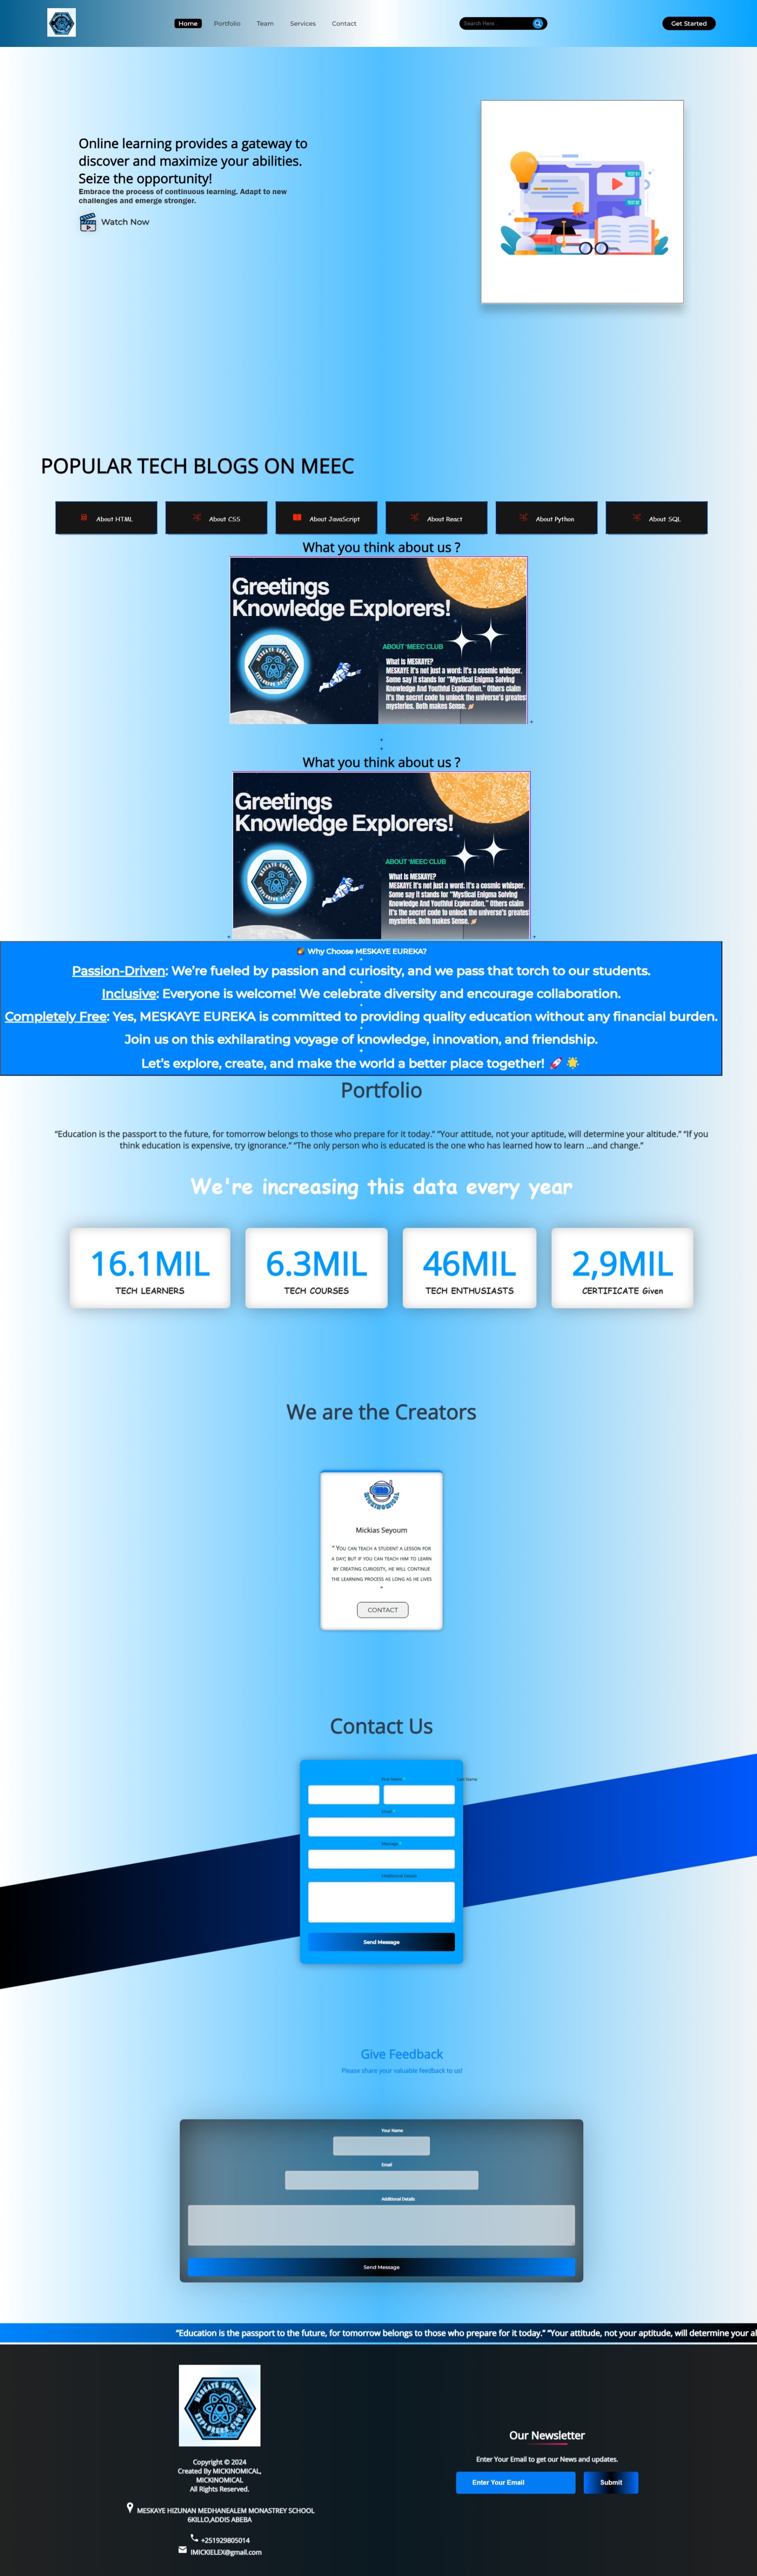 Home Portfolio Team Services Contact
Search Here...
Get Started
Online learning provides a gateway to
discover and maximize your abilities.
Seize the opportunity!
Embrace the process of continuous learning. Adapt to new
challenges and emerge stronger.
Watch Now
POPULAR TECH BLOGS ON MEEC
About HTML
About CSS
About JavaScript
About React
About Python
About SQL
What you think about us ?
Greetings
Knowledge Explorers!
ABOUT "MEEC CLUB
What is MESKAYE?
MESKAYE it's not just a word: it's a cosmic whisper.
Some say it stands for "Mystical Enigma Solving
Knowledge And Youthful Exploration." Others claim
it's the secret code to unlock the universe's greatest
mysteries. Both makes Sense. 🪐
What you think about us ?
Greetings
Knowledge Explorers!
ABOUT "MEEC CLUB
What is MESKAYE?
MESKAYE it's not just a word: it's a cosmic whisper.
Some say it stands for "Mystical Enigma Solving
Knowledge And Youthful Exploration." Others claim
it's the secret code to unlock the universe's greatest
mysteries. Both makes Sense. 🪐
Why Choose MESKAYE EUREKA?
Passion-Driven: We’re fueled by passion and curiosity, and we pass that torch to our students.
Inclusive: Everyone is welcome! We celebrate diversity and encourage collaboration.
Completely Free: Yes, MESKAYE EUREKA is committed to providing quality education without any financial burden.
Join us on this exhilarating voyage of knowledge, innovation, and friendship.
Let’s explore, create, and make the world a better place together! 🚀 🌟
Portfolio
“Education is the passport to the future, for tomorrow belongs to those who prepare for it today.” “Your attitude, not your aptitude, will determine your altitude.” “If you
think education is expensive, try ignorance.” “The only person who is educated is the one who has learned how to learn …and change.”
We're increasing this data every year
16.1MIL
TECH LEARNERS
6.3MIL
TECH COURSES
46MIL
TECH ENTHUSIASTS
2,9MIL
CERTIFICATE Given
We are the Creators
MICKINOMICAL
Mickias Seyoum
“ You can teach a student a lesson for
a day; but if you can teach him to learn
by creating curiosity, he will continue
the learning process as long as he lives
”
CONTACT
Contact Us
First Name *
Last Name *
Email *
Message *
Additional Details
Send Message
Give Feedback
Please share your valuable feedback to us!
Your Name
Email
Additional Details
Send Message
“Education is the passport to the future, for tomorrow belongs to those who prepare for it today.” “Your attitude, not your aptitude, will determine your al
MESKAYE EUREKA
EXPLORERS CLUB
Copyright © 2024
Created By MICKINOMICAL,
MICKINOMICAL
All Rights Reserved.
MESKAYE HIZUNAN MEDHANEALEM MONASTREY SCHOOL
6KILLO,ADDIS ABEBA
+251929805014
IMICKIELEX@gmail.com
Our Newsletter
Enter Your Email to get our News and updates.
Enter Your Email
Submit